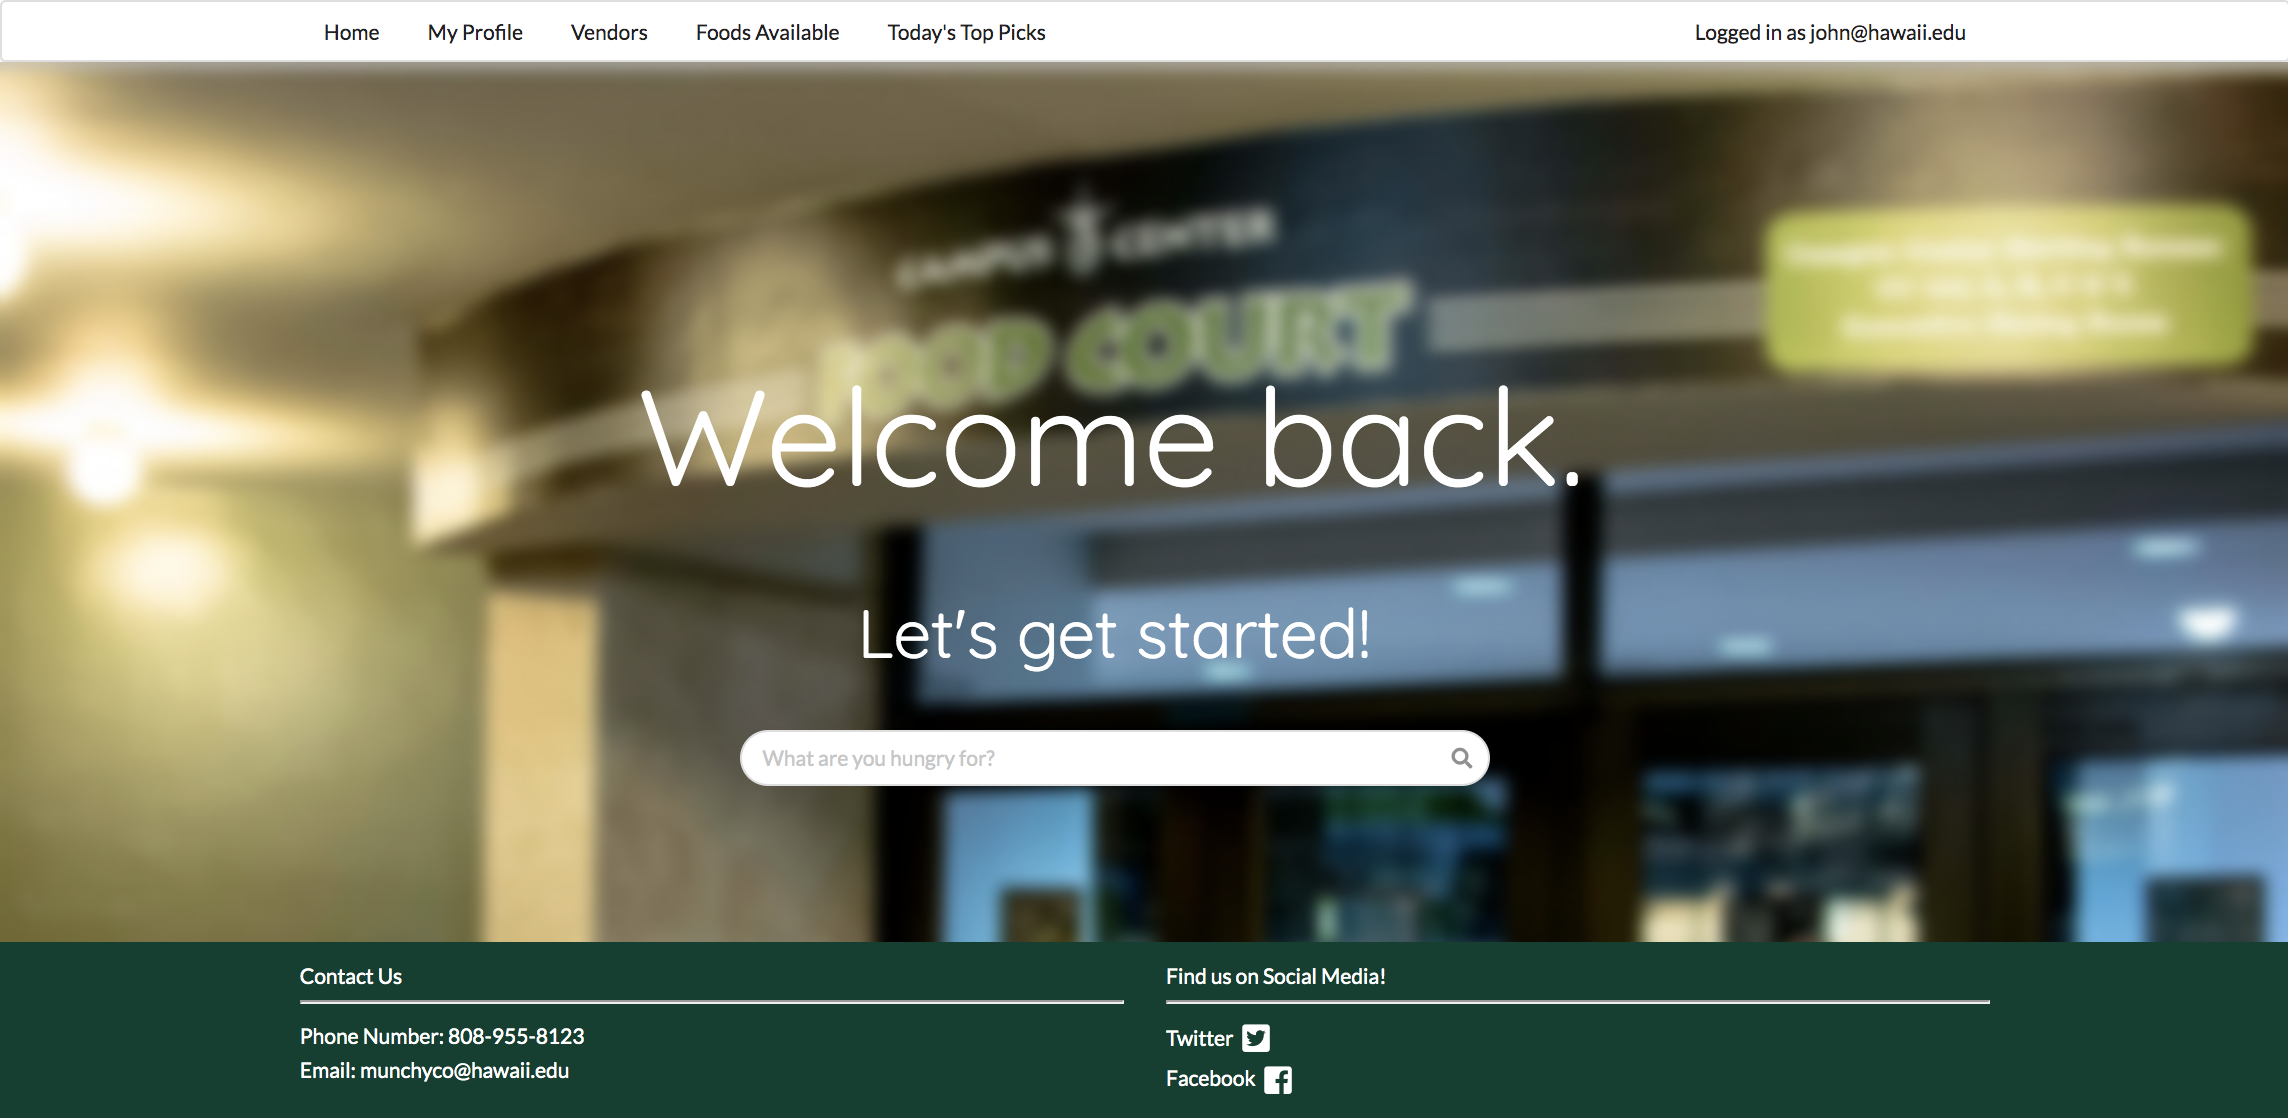 Home My Profile Vendors Foods Available Today's Top Picks Logged in as john@hawaii.edu
CAMPUS CENTER
FOOD COURT
Welcome back.
Let's get started!
What are you hungry for?
Contact Us
Phone Number: 808-955-8123
Email: munchyco@hawaii.edu
Find us on Social Media!
Twitter
Facebook